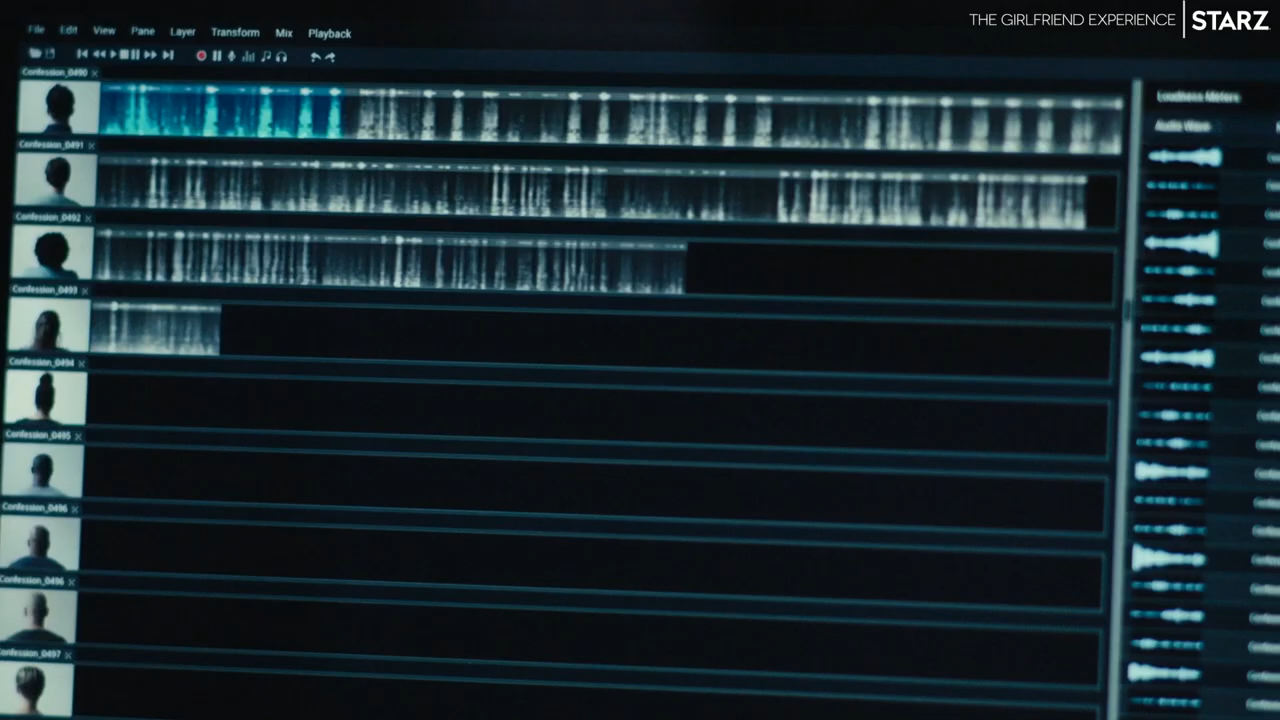 THE GIRLFRIEND EXPERIENCE STARZ
File Edit View Pane Layer Transform Mix Playback
Confession_0490
Loudness Meters
Audio Wave
Confession_0491
Confession_0492
Confession_0493
Confession_0494
Confession_0495
Confession_0496
Confession_0496
Confession_0497